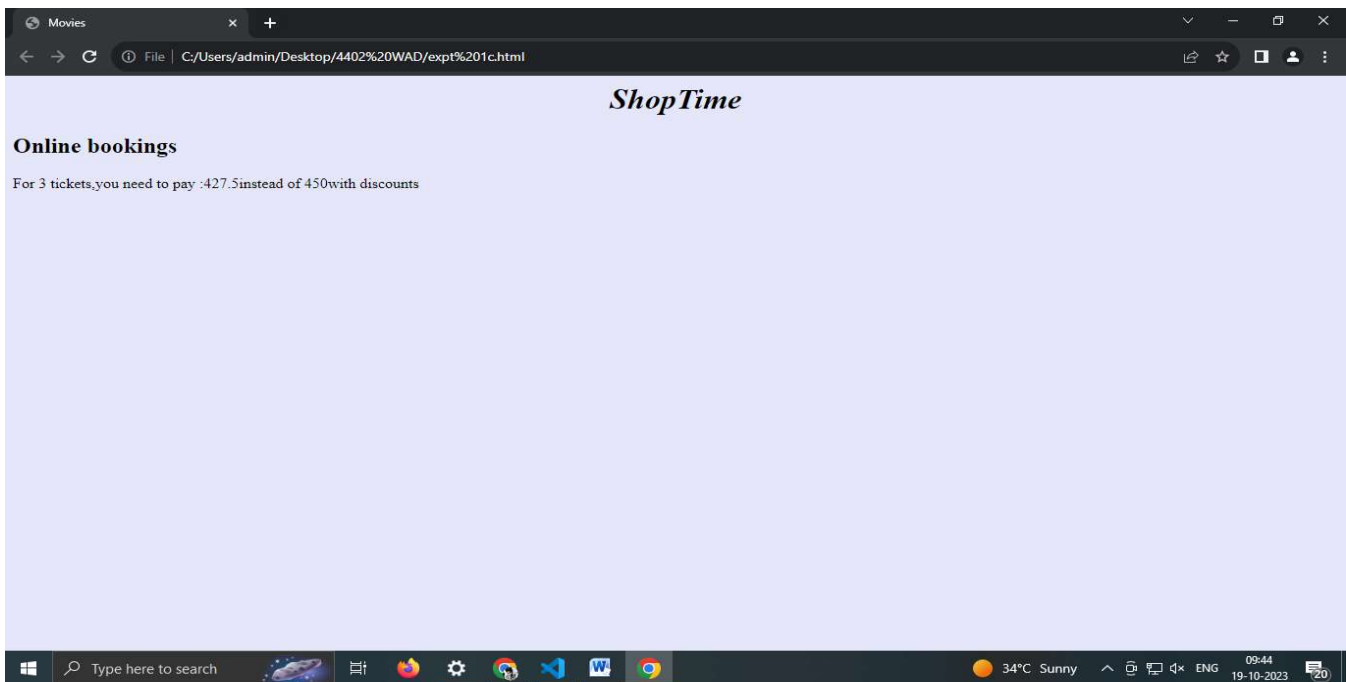 Movies
File | C:/Users/admin/Desktop/4402%20WAD/expt%201c.html
ShopTime
Online bookings
For 3 tickets,you need to pay :427.5instead of 450with discounts
Type here to search
34°C Sunny
ENG
09:44
19-10-2023
20